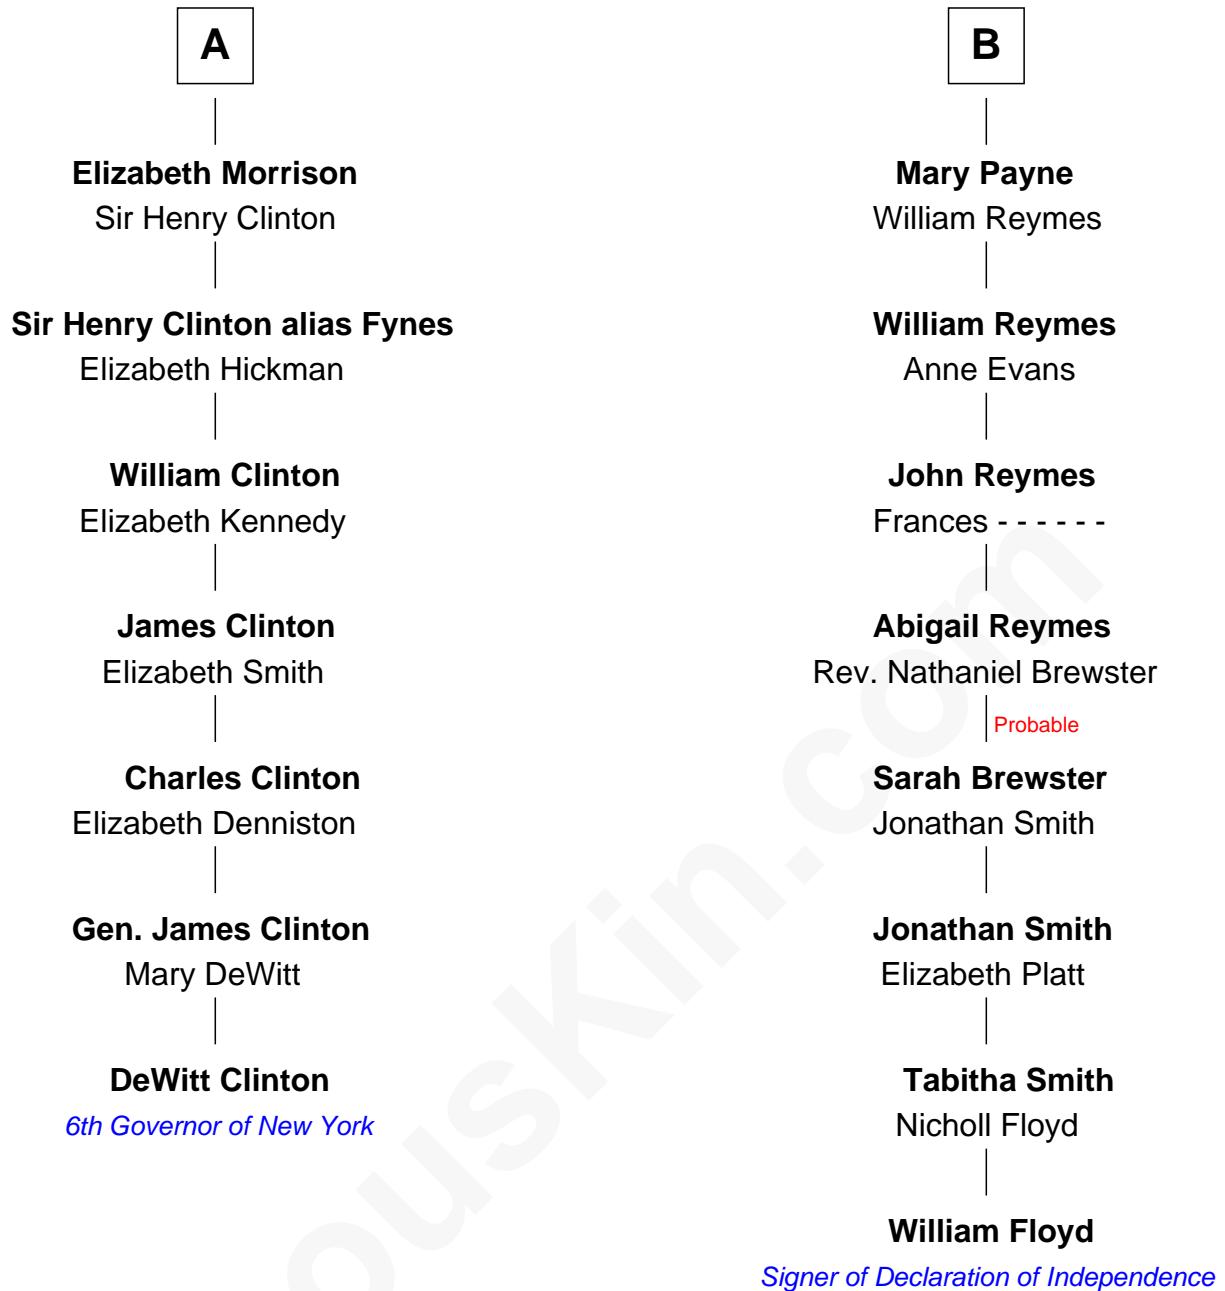 A
Elizabeth Morrison
Sir Henry Clinton
Sir Henry Clinton alias Fynes
Elizabeth Hickman
William Clinton
Elizabeth Kennedy
James Clinton
Elizabeth Smith
Charles Clinton
Elizabeth Denniston
Gen. James Clinton
Mary DeWitt
DeWitt Clinton
6th Governor of New York
B
Mary Payne
William Reymes
William Reymes
Anne Evans
John Reymes
Frances - - - - - -
Abigail Reymes
Rev. Nathaniel Brewster
Probable
Sarah Brewster
Jonathan Smith
Jonathan Smith
Elizabeth Platt
Tabitha Smith
Nicholl Floyd
William Floyd
Signer of Declaration of Independence
ousKin.com